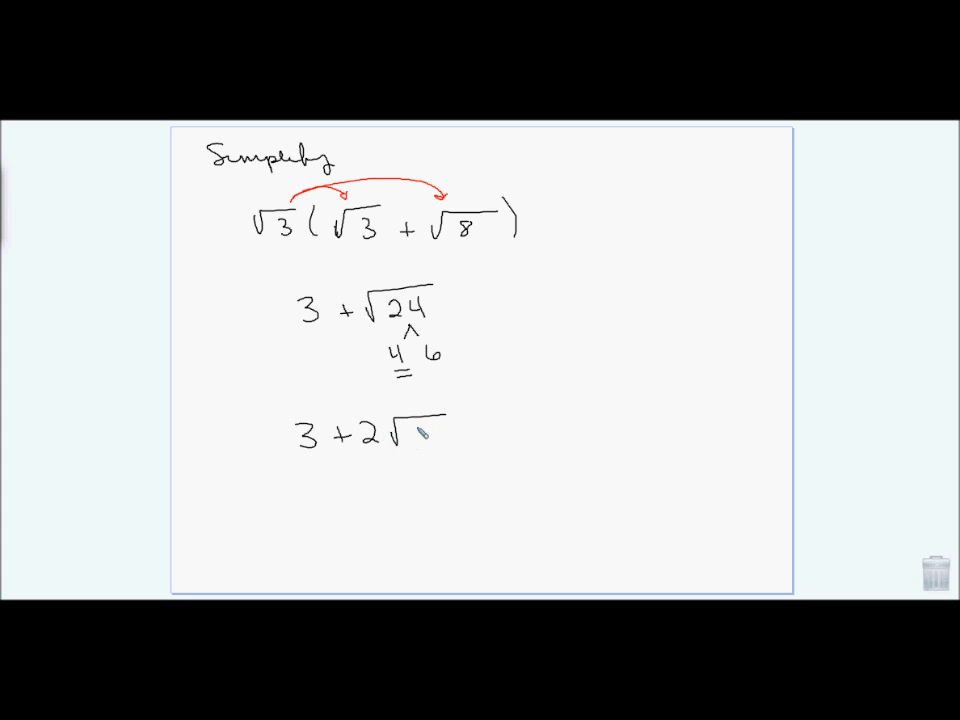 Simplify
√3 ( √3 + √8 )
3 + √24
4 6
3 + 2√